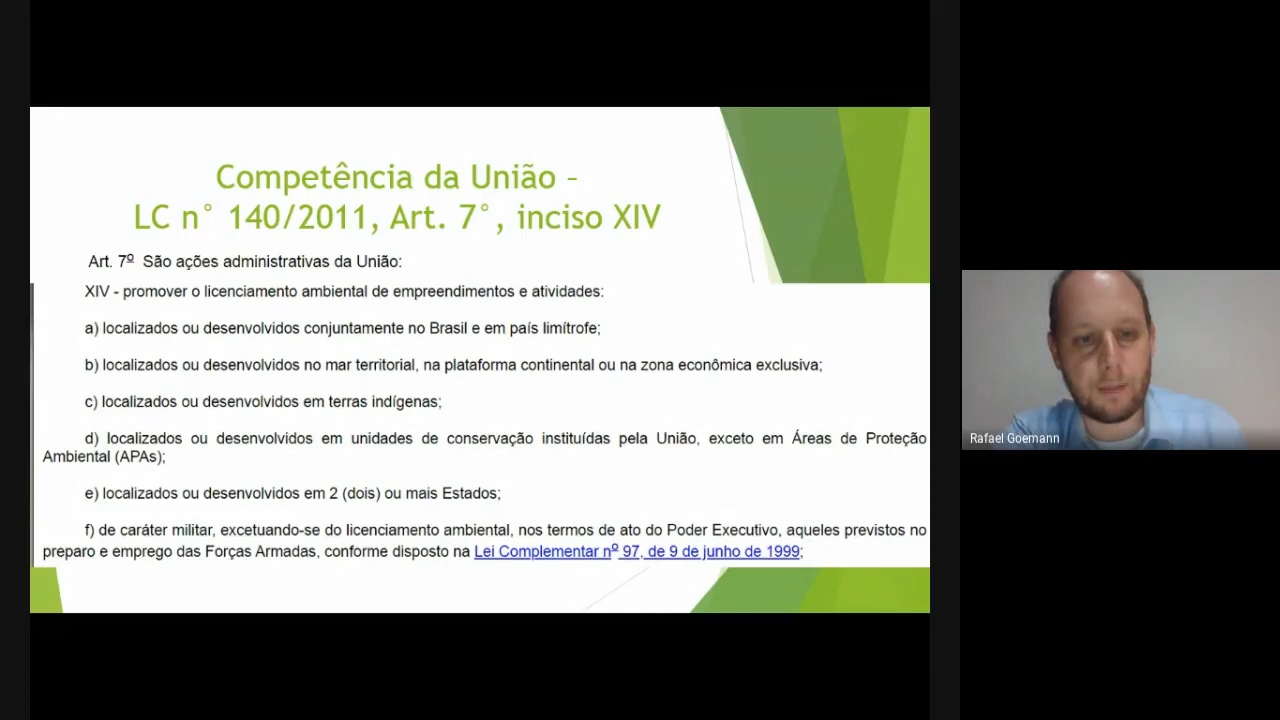 Competência da União –
LC n° 140/2011, Art. 7°, inciso XIV
Art. 7º São ações administrativas da União:
XIV - promover o licenciamento ambiental de empreendimentos e atividades:
a) localizados ou desenvolvidos conjuntamente no Brasil e em país limítrofe;
b) localizados ou desenvolvidos no mar territorial, na plataforma continental ou na zona econômica exclusiva;
c) localizados ou desenvolvidos em terras indígenas;
d) localizados ou desenvolvidos em unidades de conservação instituídas pela União, exceto em Áreas de Proteção
Ambiental (APAs);
e) localizados ou desenvolvidos em 2 (dois) ou mais Estados;
f) de caráter militar, excetuando-se do licenciamento ambiental, nos termos de ato do Poder Executivo, aqueles previstos no
preparo e emprego das Forças Armadas, conforme disposto na Lei Complementar nº 97, de 9 de junho de 1999;
Rafael Goemann